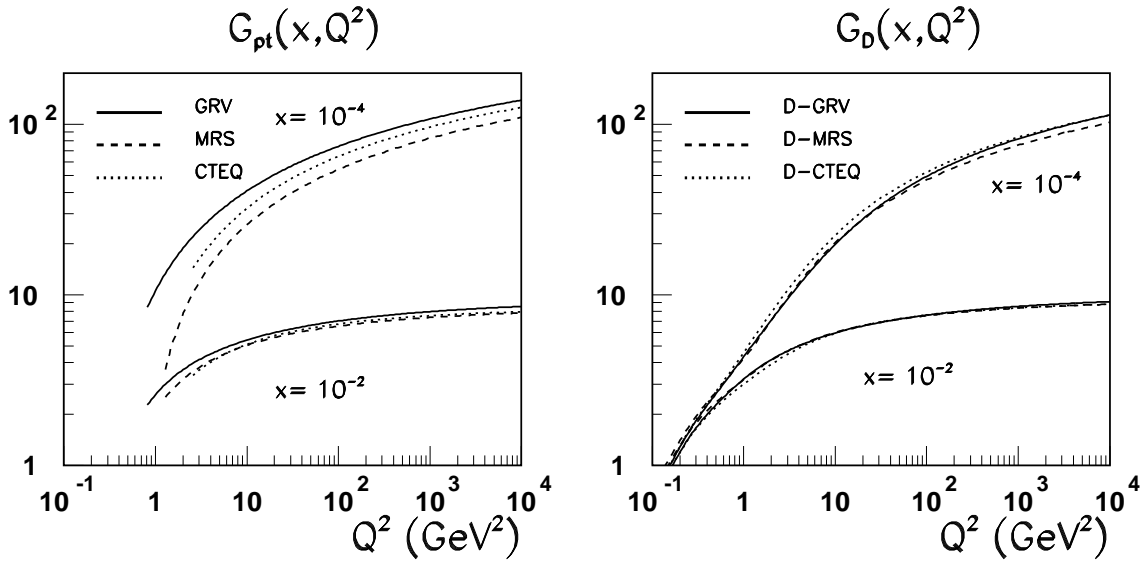 G_pt(x,Q²)
GRV
MRS
CTEQ
x= 10⁻⁴
x= 10⁻²
10²
10
1
10⁻¹ 1 10 10² 10³ 10⁴
Q² (GeV²)
G_D(x,Q²)
D-GRV
D-MRS
D-CTEQ
x= 10⁻⁴
x= 10⁻²
10²
10
1
10⁻¹ 1 10 10² 10³ 10⁴
Q² (GeV²)